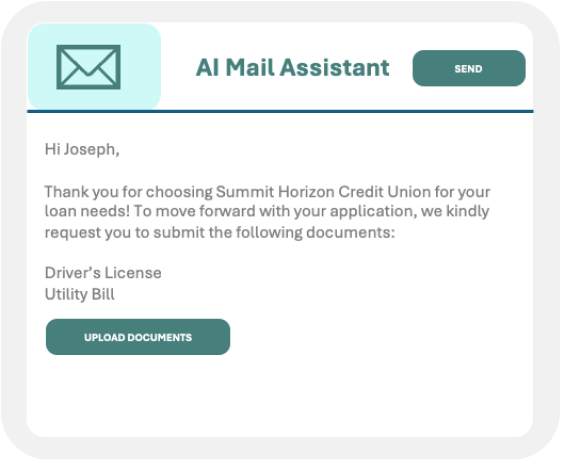 AI Mail Assistant
SEND
Hi Joseph,
Thank you for choosing Summit Horizon Credit Union for your
loan needs! To move forward with your application, we kindly
request you to submit the following documents:
Driver’s License
Utility Bill
UPLOAD DOCUMENTS